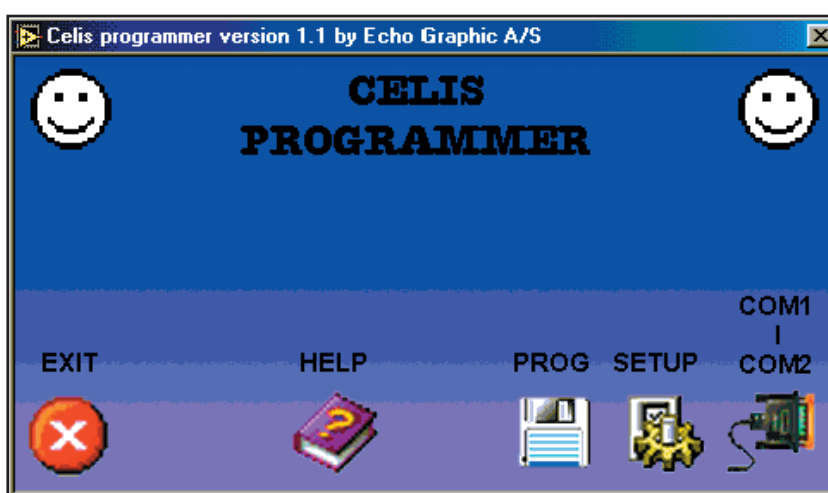 Celis programmer version 1.1 by Echo Graphic A/S
CELIS
PROGRAMMER
COM1
|
EXIT HELP PROG SETUP COM2